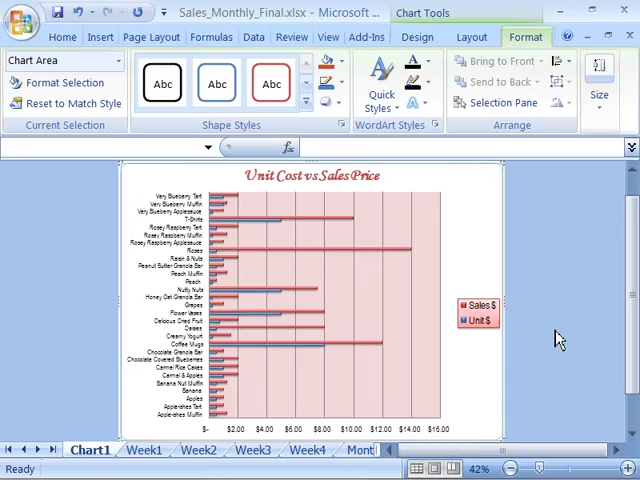 Sales_Monthly_Final.xlsx - Microsoft ...
Chart Tools
Home Insert Page Layout Formulas Data Review View Add-Ins Design Layout Format
Chart Area
Format Selection
Reset to Match Style
Current Selection
Abc Abc Abc
Shape Styles
Quick Styles
WordArt Styles
Bring to Front
Send to Back
Selection Pane
Arrange
Size
fx
Unit Cost vs Sales Price
Very Blueberry Tart
Very Blueberry Muffin
Very Blueberry Applesauce
T-Shirts
Rosey Raspberry Tart
Rosey Raspberry Muffin
Rosey Raspberry Applesauce
Roses
Raisin & Nuts
Peanut Butter Granola Bar
Peach Muffin
Peach
Nutty Nuts
Honey Oat Granola Bar
Grapes
Flower Vases
Delicious Dried Fruit
Daisies
Creamy Yogurt
Coffee Mugs
Chocolate Granola Bar
Chocolate Covered Blueberries
Carmel Rice Cakes
Carmel & Apples
Banana Nut Muffin
Banana
Apples
Apple-ishes Tart
Apple-ishes Muffin
$- $2.00 $4.00 $6.00 $8.00 $10.00 $12.00 $14.00 $16.00
Sales $
Unit $
Chart1 Week1 Week2 Week3 Week4 Mont
Ready
42%